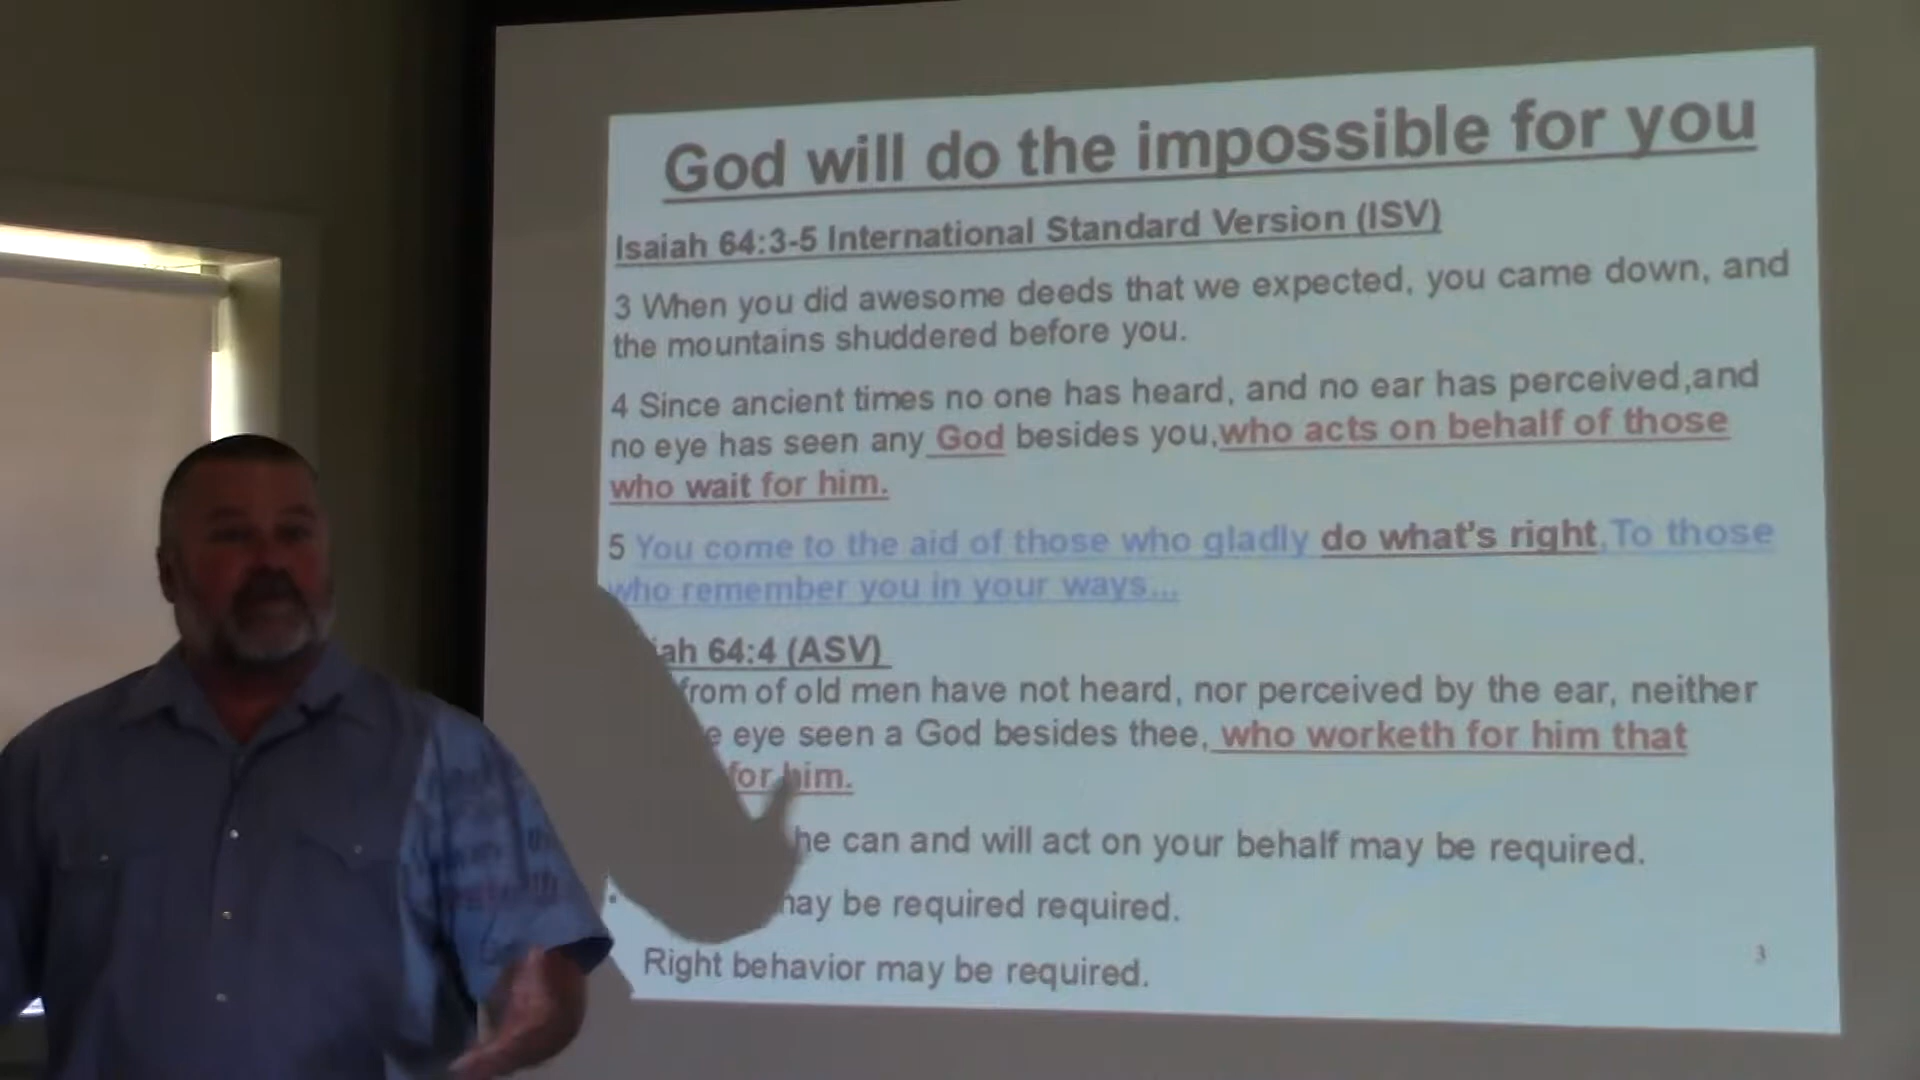 God will do the impossible for you
Isaiah 64:3-5 International Standard Version (ISV)
3 When you did awesome deeds that we expected, you came down, and
the mountains shuddered before you.
4 Since ancient times no one has heard, and no ear has perceived,and
no eye has seen any God besides you,who acts on behalf of those
who wait for him.
5 You come to the aid of those who gladly do what's right,To those
who remember you in your ways...
64:4 (ASV)
from of old men have not heard, nor perceived by the ear, neither
eye seen a God besides thee, who worketh for him that
for him.
he can and will act on your behalf may be required.
may be required required.
Right behavior may be required.
3